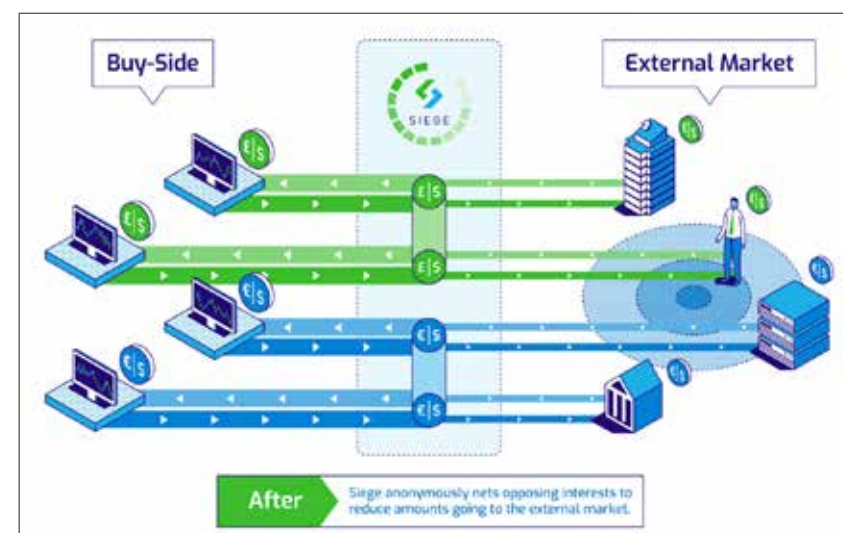 Buy-Side
External Market
SIEGE
£|$
£|$
£|$
£|$
£|$
£|$
€|$
€|$
€|$
€|$
€|$
€|$
After
Siege anonymously nets opposing interests to
reduce amounts going to the external market.